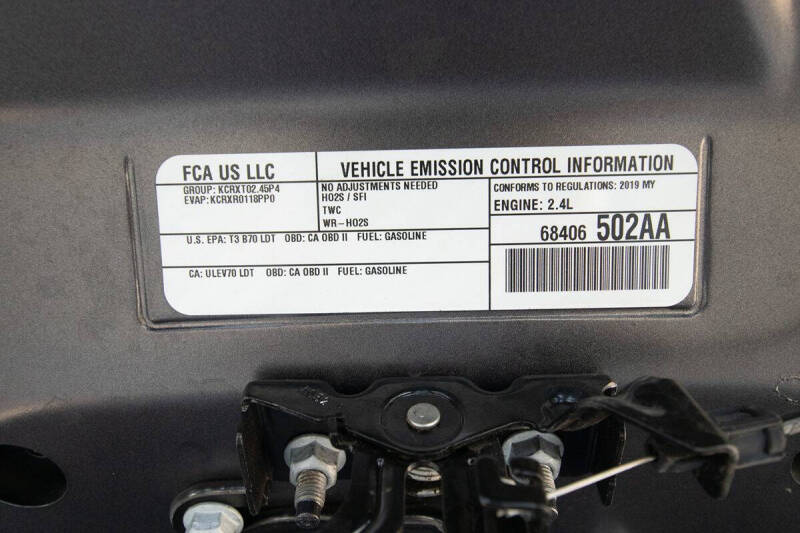 FCA US LLC
GROUP: KCRXT02.45P4
EVAP: KCRXR0118PP0
VEHICLE EMISSION CONTROL INFORMATION
NO ADJUSTMENTS NEEDED
HO2S / SFI
TWC
WR-HO2S
CONFORMS TO REGULATIONS: 2019 MY
ENGINE: 2.4L
U.S. EPA: T3 B70 LDT OBD: CA OBD II FUEL: GASOLINE
68406 502AA
CA: ULEV70 LDT OBD: CA OBD II FUEL: GASOLINE